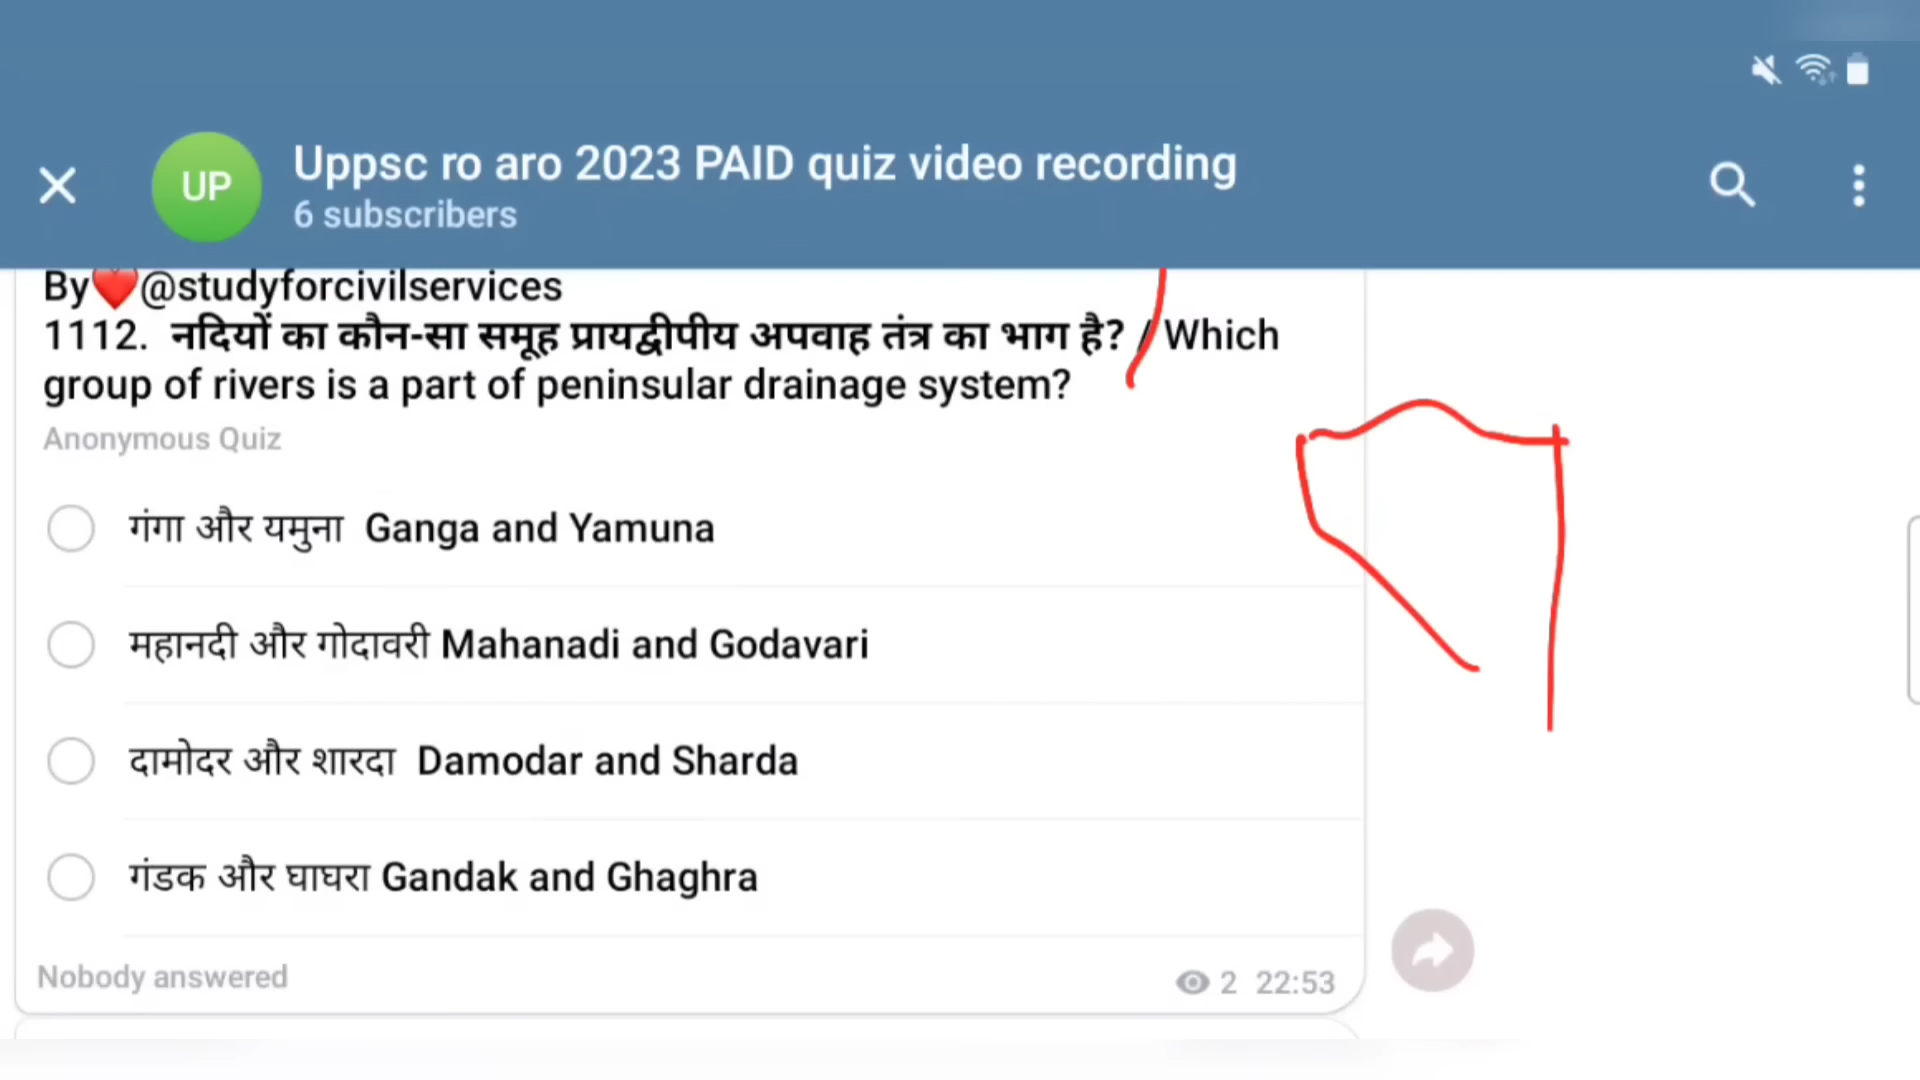 Uppsc ro aro 2023 PAID quiz video recording
UP
6 subscribers
By❤️@studyforcivilservices
1112. नदियों का कौन-सा समूह प्रायद्वीपीय अपवाह तंत्र का भाग है? / Which
group of rivers is a part of peninsular drainage system?
Anonymous Quiz
गंगा और यमुना Ganga and Yamuna
महानदी और गोदावरी Mahanadi and Godavari
दामोदर और शारदा Damodar and Sharda
गंडक और घाघरा Gandak and Ghaghra
Nobody answered
2 22:53